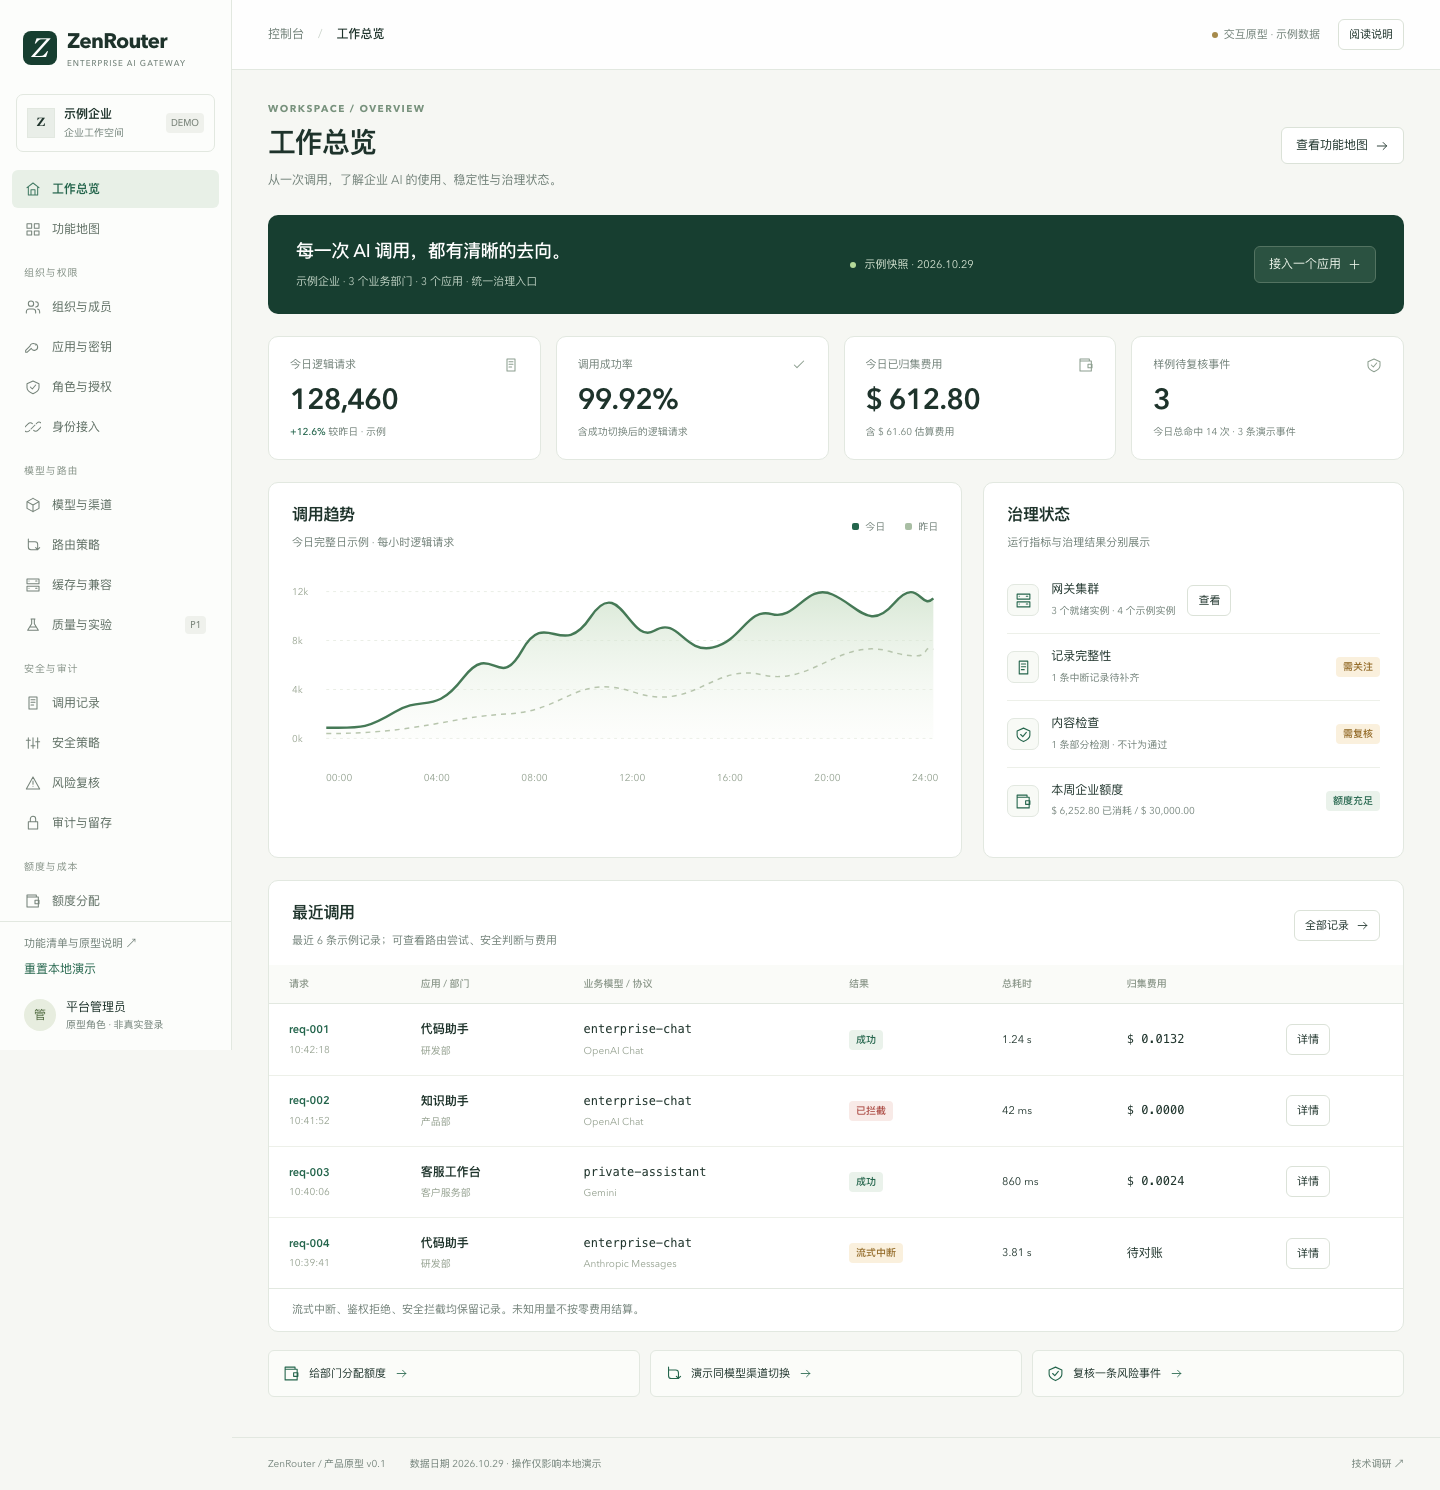 Z ZenRouter
ENTERPRISE AI GATEWAY
Z 示例企业 DEMO
企业工作空间
工作总览
功能地图
组织与权限
组织与成员
应用与密钥
角色与授权
身份接入
模型与路由
模型与渠道
路由策略
缓存与兼容
质量与实验 P1
安全与审计
调用记录
安全策略
风险复核
审计与留存
额度与成本
额度分配
功能清单与原型说明 ↗
重置本地演示
管 平台管理员
原型角色 · 非真实登录
控制台 / 工作总览
交互原型 · 示例数据 阅读说明
WORKSPACE / OVERVIEW
工作总览
从一次调用，了解企业 AI 的使用、稳定性与治理状态。
查看功能地图 →
每一次 AI 调用，都有清晰的去向。
示例企业 · 3 个业务部门 · 3 个应用 · 统一治理入口
示例快照 · 2026.10.29
接入一个应用 +
今日逻辑请求
128,460
+12.6% 较昨日 · 示例
调用成功率
99.92%
含成功切换后的逻辑请求
今日已归集费用
$ 612.80
含 $ 61.60 估算费用
样例待复核事件
3
今日总命中 14 次 · 3 条演示事件
调用趋势
今日完整日示例 · 每小时逻辑请求
今日 昨日
12k
8k
4k
0k
00:00 04:00 08:00 12:00 16:00 20:00 24:00
治理状态
运行指标与治理结果分别展示
网关集群
3 个就绪实例 · 4 个示例实例
查看
记录完整性
1 条中断记录待补齐
需关注
内容检查
1 条部分检测 · 不计为通过
需复核
本周企业额度
$ 6,252.80 已消耗 / $ 30,000.00
额度充足
最近调用
最近 6 条示例记录；可查看路由尝试、安全判断与费用
全部记录 →
请求 应用 / 部门 业务模型 / 协议 结果 总耗时 归集费用
req-001 代码助手 enterprise-chat 成功 1.24 s $ 0.0132 详情
10:42:18 研发部 OpenAI Chat
req-002 知识助手 enterprise-chat 已拦截 42 ms $ 0.0000 详情
10:41:52 产品部 OpenAI Chat
req-003 客服工作台 private-assistant 成功 860 ms $ 0.0024 详情
10:40:06 客户服务部 Gemini
req-004 代码助手 enterprise-chat 流式中断 3.81 s 待对账 详情
10:39:41 研发部 Anthropic Messages
流式中断、鉴权拒绝、安全拦截均保留记录。未知用量不按零费用结算。
给部门分配额度 →
演示同模型渠道切换 →
复核一条风险事件 →
ZenRouter / 产品原型 v0.1 数据日期 2026.10.29 · 操作仅影响本地演示
技术调研 ↗